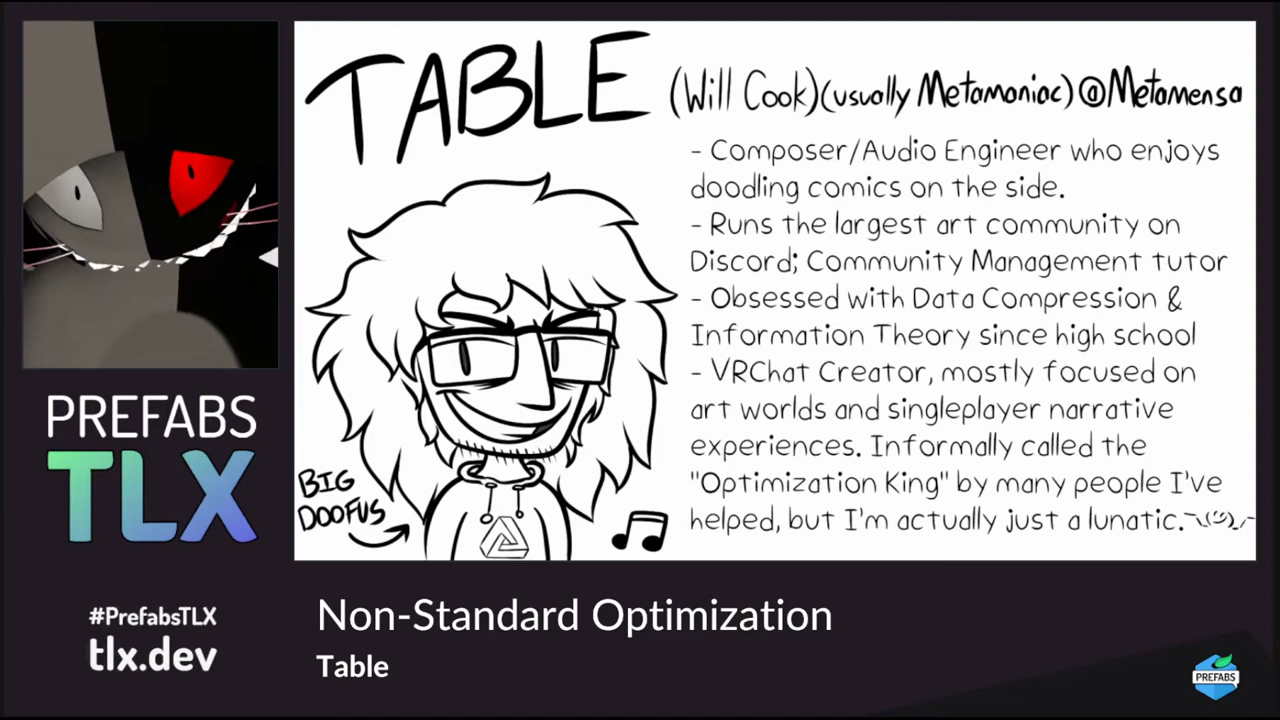 TABLE (Will Cook)(usually Metamaniac) @Metamensa
- Composer/Audio Engineer who enjoys
doodling comics on the side.
- Runs the largest art community on
Discord; Community Management tutor
- Obsessed with Data Compression &
Information Theory since high school
- VRChat Creator, mostly focused on
art worlds and singleplayer narrative
experiences. Informally called the
"Optimization King" by many people I've
helped, but I'm actually just a lunatic. ¯\_(ツ)_/¯
BIG
DOOFUS
PREFABS
TLX
#PrefabsTLX
tlx.dev
Non-Standard Optimization
Table
PREFABS